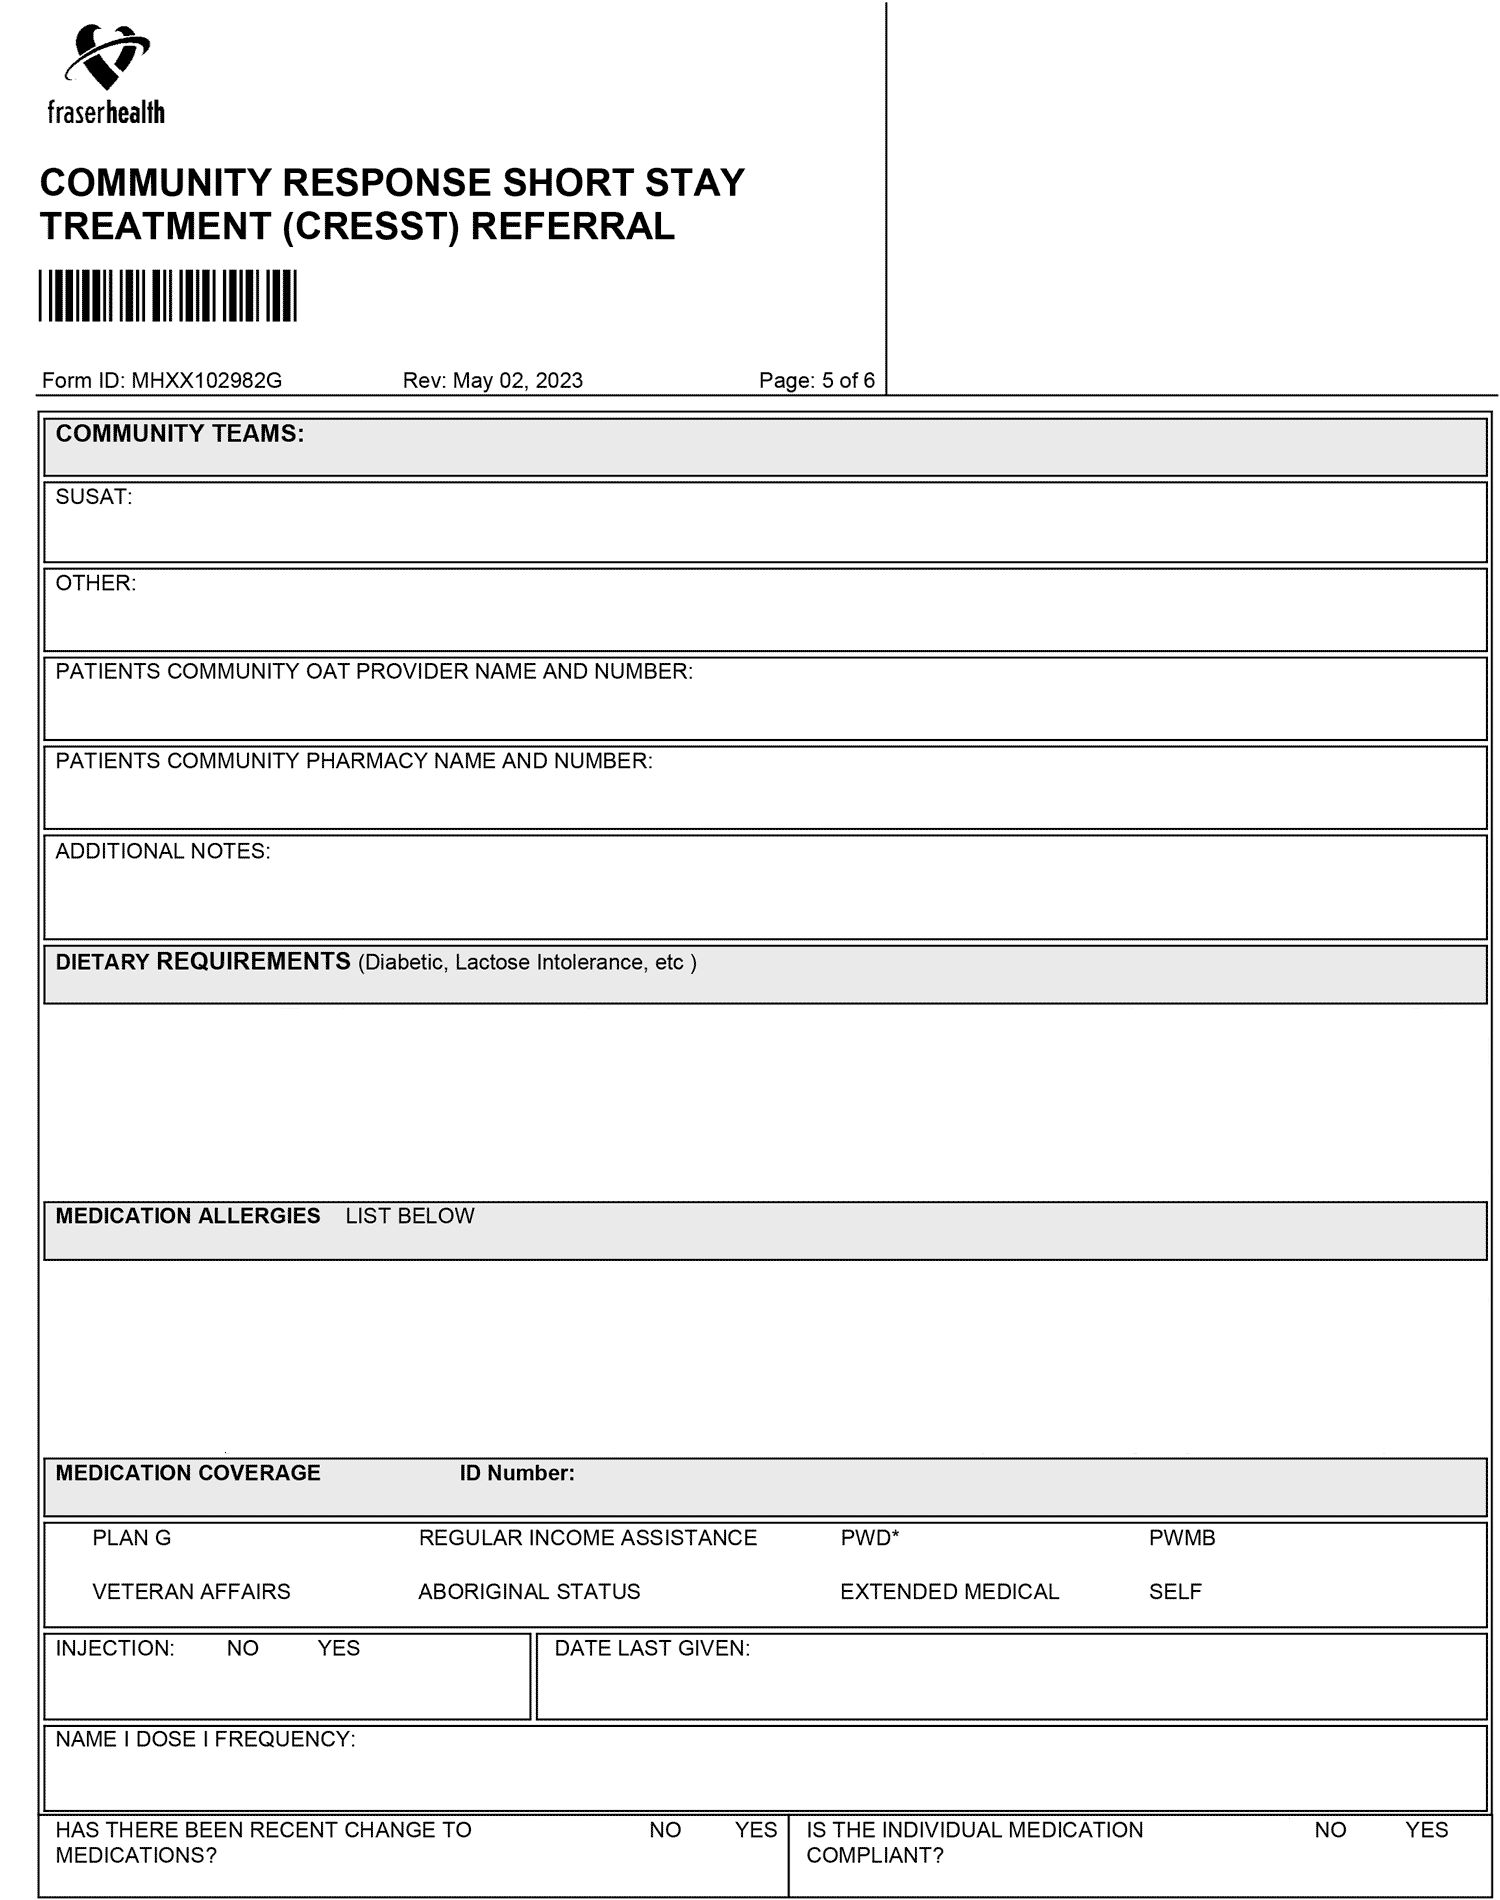 fraserhealth
COMMUNITY RESPONSE SHORT STAY
TREATMENT (CRESST) REFERRAL
Form ID: MHXX102982G Rev: May 02, 2023 Page: 5 of 6
COMMUNITY TEAMS:
SUSAT:
OTHER:
PATIENTS COMMUNITY OAT PROVIDER NAME AND NUMBER:
PATIENTS COMMUNITY PHARMACY NAME AND NUMBER:
ADDITIONAL NOTES:
DIETARY REQUIREMENTS (Diabetic, Lactose Intolerance, etc )
MEDICATION ALLERGIES LIST BELOW
MEDICATION COVERAGE ID Number:
PLAN G REGULAR INCOME ASSISTANCE PWD* PWMB
VETERAN AFFAIRS ABORIGINAL STATUS EXTENDED MEDICAL SELF
INJECTION: NO YES DATE LAST GIVEN:
NAME I DOSE I FREQUENCY:
HAS THERE BEEN RECENT CHANGE TO NO YES
MEDICATIONS?
IS THE INDIVIDUAL MEDICATION NO YES
COMPLIANT?